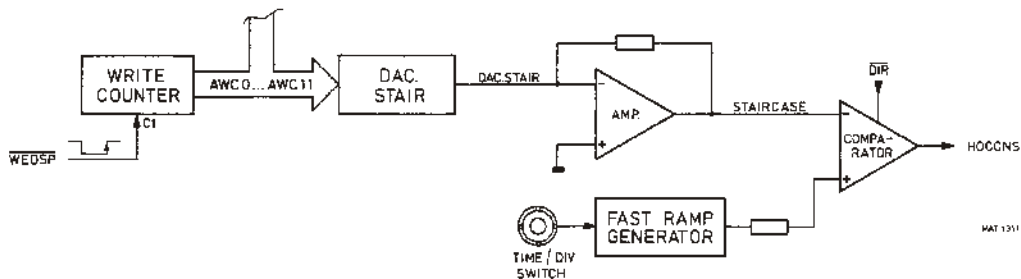 WRITE
COUNTER
AWC0...AWC11
DAC.
STAIR
DAC.STAIR
-
+
AMP.
STAIRCASE
DIR
-
+
COMPA-
RATOR
HOCONS
C1
WEDSP
TIME / DIV
SWITCH
FAST RAMP
GENERATOR